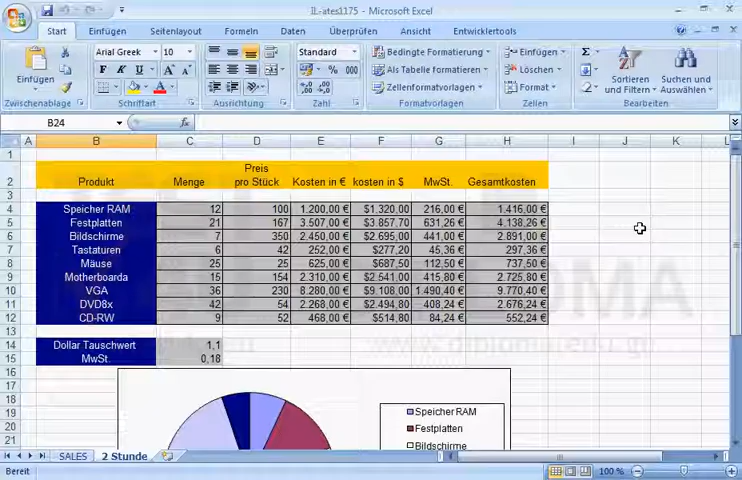 IL-ates1175 - Microsoft Excel
Start Einfügen Seitenlayout Formeln Daten Überprüfen Ansicht Entwicklertools
Arial Greek 10 Standard Bedingte Formatierung Einfügen Σ
Einfügen F K U A A % 000 Als Tabelle formatieren Löschen Sortieren und Filtern Suchen und Auswählen
Zellenformatvorlagen Format
Zwischenablage Schriftart Ausrichtung Zahl Formatvorlagen Zellen Bearbeiten
B24 fx
A B C D E F G H I J K L
1
2 Produkt Menge Preis pro Stück Kosten in € kosten in $ MwSt. Gesamtkosten
3
4 Speicher RAM 12 100 1.200,00 € $1.320,00 216,00 € 1.416,00 €
5 Festplatten 21 167 3.507,00 € $3.857,70 631,26 € 4.138,26 €
6 Bildschirme 7 350 2.450,00 € $2.695,00 441,00 € 2.891,00 €
7 Tastaturen 6 42 252,00 € $277,20 45,36 € 297,36 €
8 Mäuse 25 25 625,00 € $687,50 112,50 € 737,50 €
9 Motherboarda 15 154 2.310,00 € $2.541,00 415,80 € 2.725,80 €
10 VGA 36 230 8.280,00 € $9.108,00 1.490,40 € 9.770,40 €
11 DVD8x 42 54 2.268,00 € $2.494,80 408,24 € 2.676,24 €
12 CD-RW 9 52 468,00 € $514,80 84,24 € 552,24 €
13
14 Dollar Tauschwert 1,1
15 MwSt. 0,18
16
17
18
19 Speicher RAM
20 Festplatten
21 Bildschirme
SALES 2 Stunde
Bereit 100 %